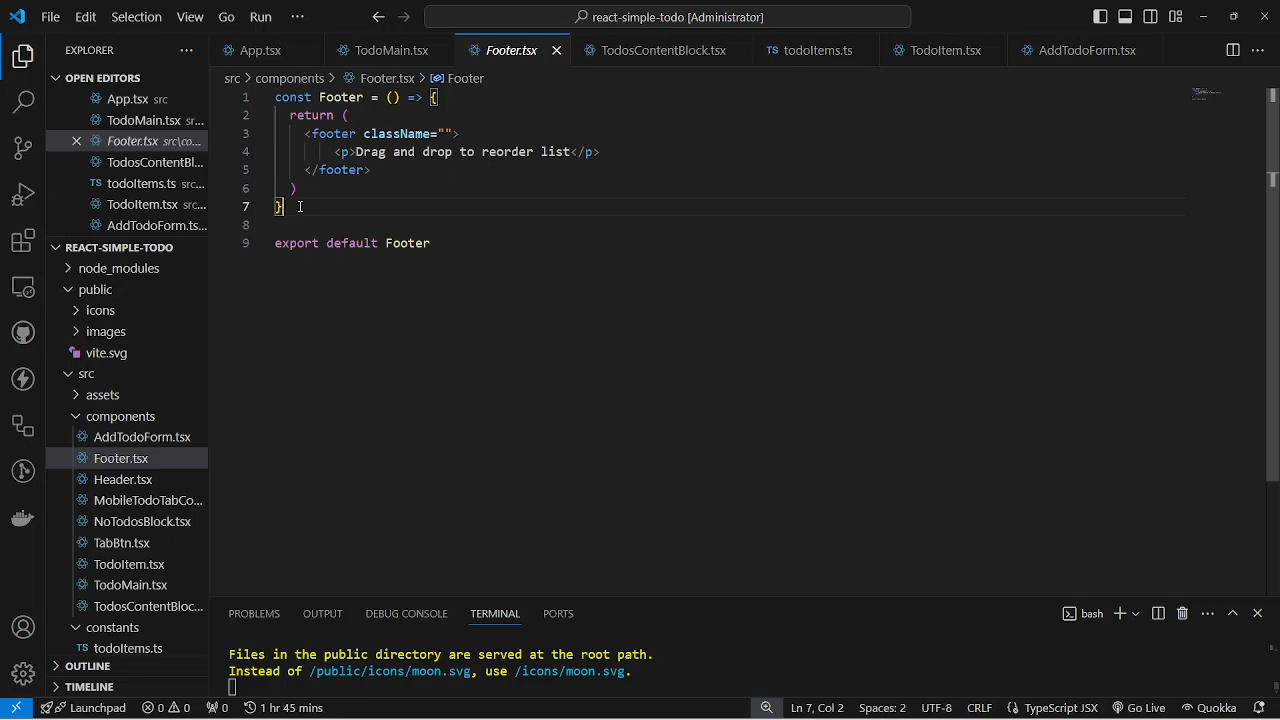 File Edit Selection View Go Run ··· react-simple-todo [Administrator]
EXPLORER
OPEN EDITORS
App.tsx src
TodoMain.tsx sr...
Footer.tsx src\co...
TodosContentBl...
TS todoItems.ts src...
TodoItem.tsx src...
AddTodoForm.ts...
REACT-SIMPLE-TODO
node_modules
public
icons
images
vite.svg
src
assets
components
AddTodoForm.tsx
Footer.tsx
Header.tsx
MobileTodoTabCo...
NoTodosBlock.tsx
TabBtn.tsx
TodoItem.tsx
TodoMain.tsx
TodosContentBloc...
constants
TS todoItems.ts
OUTLINE
TIMELINE
App.tsx TodoMain.tsx Footer.tsx TodosContentBlock.tsx TS todoItems.ts TodoItem.tsx AddTodoForm.tsx
src > components > Footer.tsx > Footer
1 const Footer = () => {
2 return (
3 <footer className="">
4 <p>Drag and drop to reorder list</p>
5 </footer>
6 )
7 }
8
9 export default Footer
PROBLEMS OUTPUT DEBUG CONSOLE TERMINAL PORTS bash
Files in the public directory are served at the root path.
Instead of /public/icons/moon.svg, use /icons/moon.svg.
Launchpad 0 0 0 1 hr 45 mins Ln 7, Col 2 Spaces: 2 UTF-8 CRLF TypeScript JSX Go Live Quokka